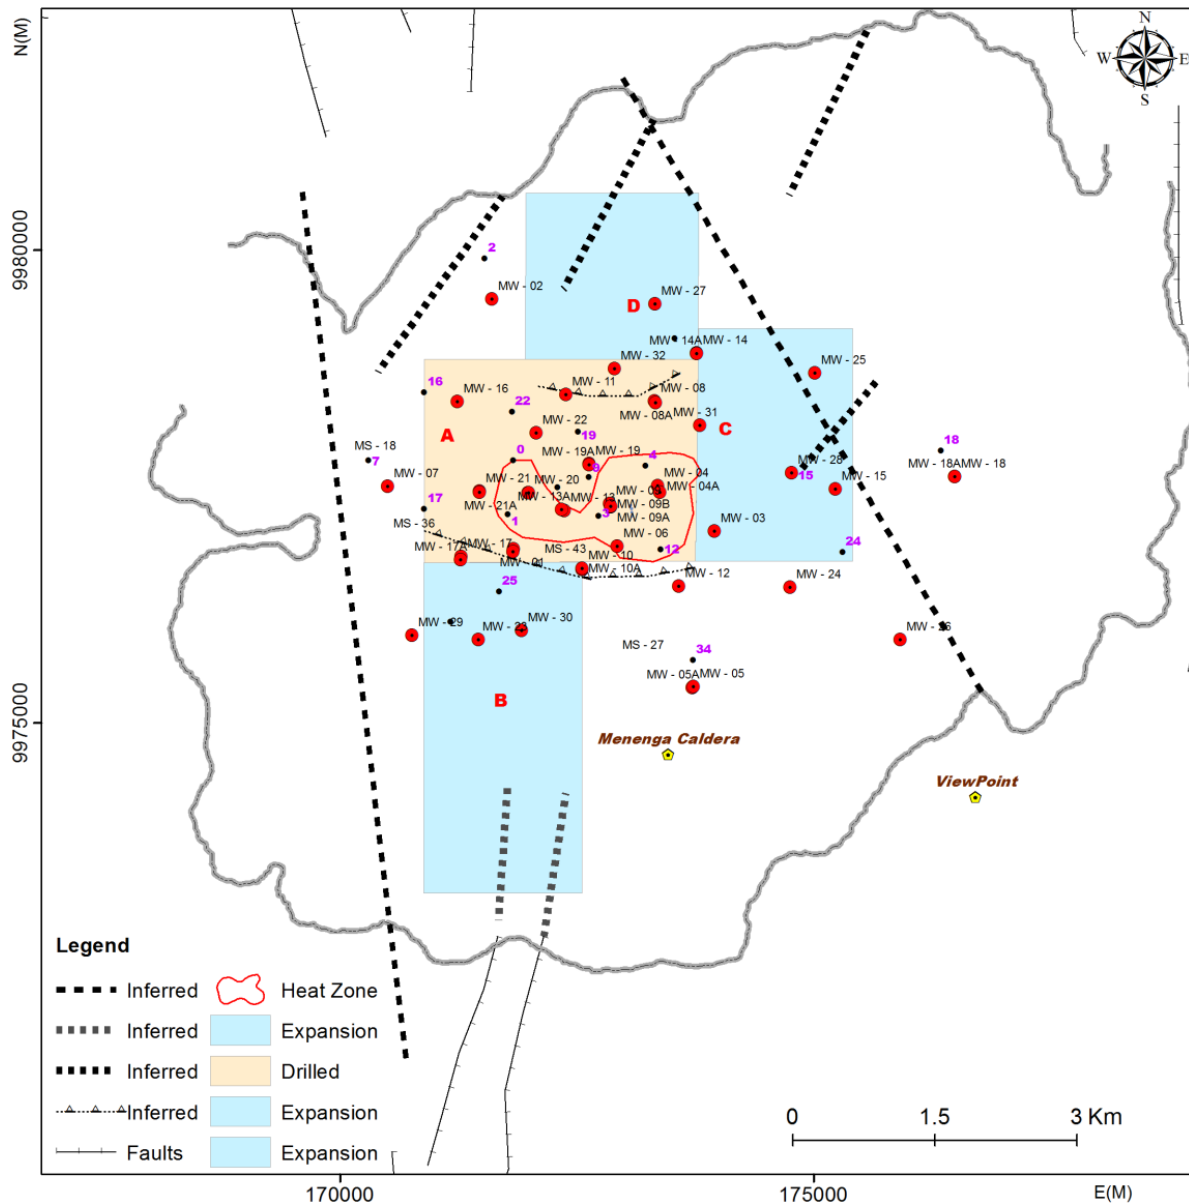 N(M)
N
W
E
S
9980000
2
MW - 02
D
MW - 27
MW - 14A
MW - 14
MW - 32
MW - 25
16
MW - 16
MW - 11
MW - 08
22
MW - 08A
MW - 31
A
MW - 22
19
C
MS - 18
0
MW - 19A
MW - 19
4
18
7
MW - 07
MW - 21
MW - 20
MW - 04
MW - 28
15
MW - 18A
MW - 18
17
MW - 21A
MW - 13A
MW - 13
MW - 04A
MW - 15
MW - 09B
1
3
MW - 09A
MS - 36
MW - 03
MW - 17
MW - 06
MW - 17A
MS - 43
MW - 10
12
24
MW - 01
MW - 10A
MW - 12
MW - 24
25
MW - 29
MW - 23
MW - 30
MW - 26
MS - 27
34
MW - 05A
MW - 05
B
9975000
Menenga Caldera
ViewPoint
Legend
Inferred
Heat Zone
Inferred
Expansion
Inferred
Drilled
Inferred
Expansion
Faults
Expansion
0
1.5
3 Km
170000
175000
E(M)